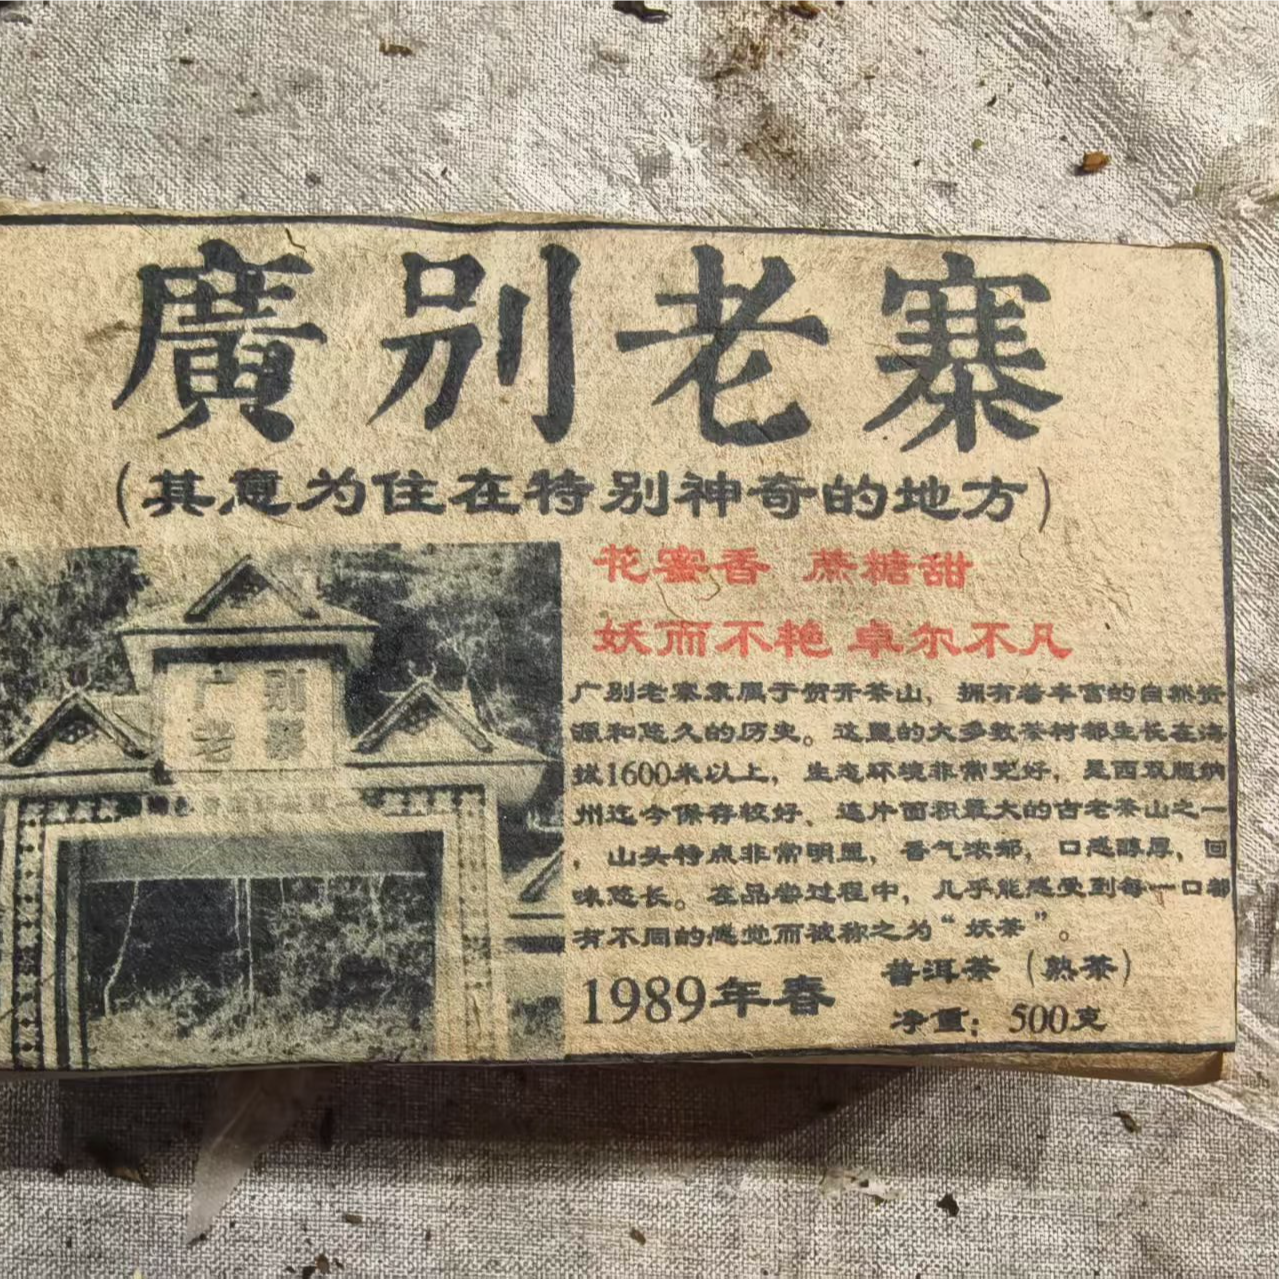 廣别老寨
(其意为住在特别神奇的地方)
花蜜香 蔗糖甜
妖而不艳 卓尔不凡
广别老寨隶属于贺开茶山，拥有着丰富的自然资
源和悠久的历史。这里的大多数茶树都生长在海
拔1600米以上，生态环境非常完好，是西双版纳
州迄今保存较好、连片面积最大的古老茶山之一
，山头特点非常明显，香气浓郁，口感醇厚，回
味悠长。在品尝过程中，几乎能感受到每一口都
有不同的感觉而被称之为“妖茶”。
1989年春
普洱茶（熟茶）
净重：500克
广别
老寨